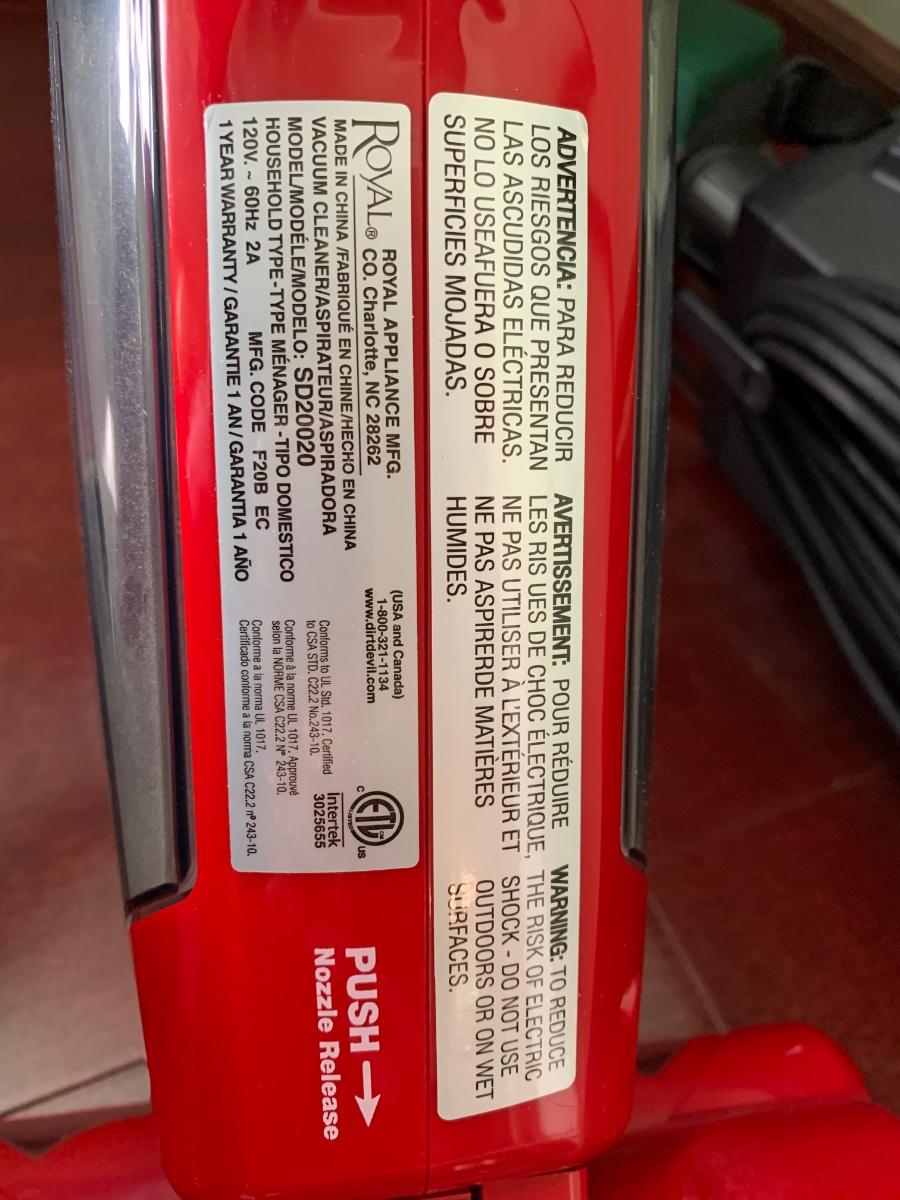 ADVERTENCIA: PARA REDUCIR
LOS RIESGOS QUE PRESENTAN
LAS ASCUDIDAS ELÉCTRICAS.
NO LO USEAFUERA O SOBRE
SUPERFICIES MOJADAS.
AVERTISSEMENT: POUR RÉDUIRE
LES RIS UES DE CHOC ÉLECTRIQUE,
NE PAS UTILISER À L'EXTÉRIEUR ET
NE PAS ASPIRERDE MATIÈRES
HUMIDES.
WARNING: TO REDUCE
THE RISK OF ELECTRIC
SHOCK - DO NOT USE
OUTDOORS OR ON WET
SURFACES.
ROYAL® ROYAL APPLIANCE MFG.
CO. Charlotte, NC 28262
MADE IN CHINA /FABRIQUÉ EN CHINE/HECHO EN CHINA
VACUUM CLEANER/ASPIRATEUR/ASPIRADORA
MODEL/MODÉLE/MODELO: SD20020
HOUSEHOLD TYPE-TYPE MÉNAGER -TIPO DOMESTICO
120V. ~ 60Hz 2A MFG. CODE F20B EC
1 YEAR WARRANTY / GARANTIE 1 AN / GARANTIA 1 AÑO
(USA and Canada)
1-800-321-1134
www.dirtdevil.com
Conforms to UL Std. 1017. Certified
to CSA STD. C22.2 No.243-10.
Conforme à la norme UL 1017. Approuvé
selon la NORME CSA C22.2 Nº 243-10.
Conforme a la norma UL 1017.
Certificado conforme a la norma CSA C22.2 nº 243-10.
ETL CM
LISTED
C US
Intertek
3025655
PUSH →
Nozzle Release